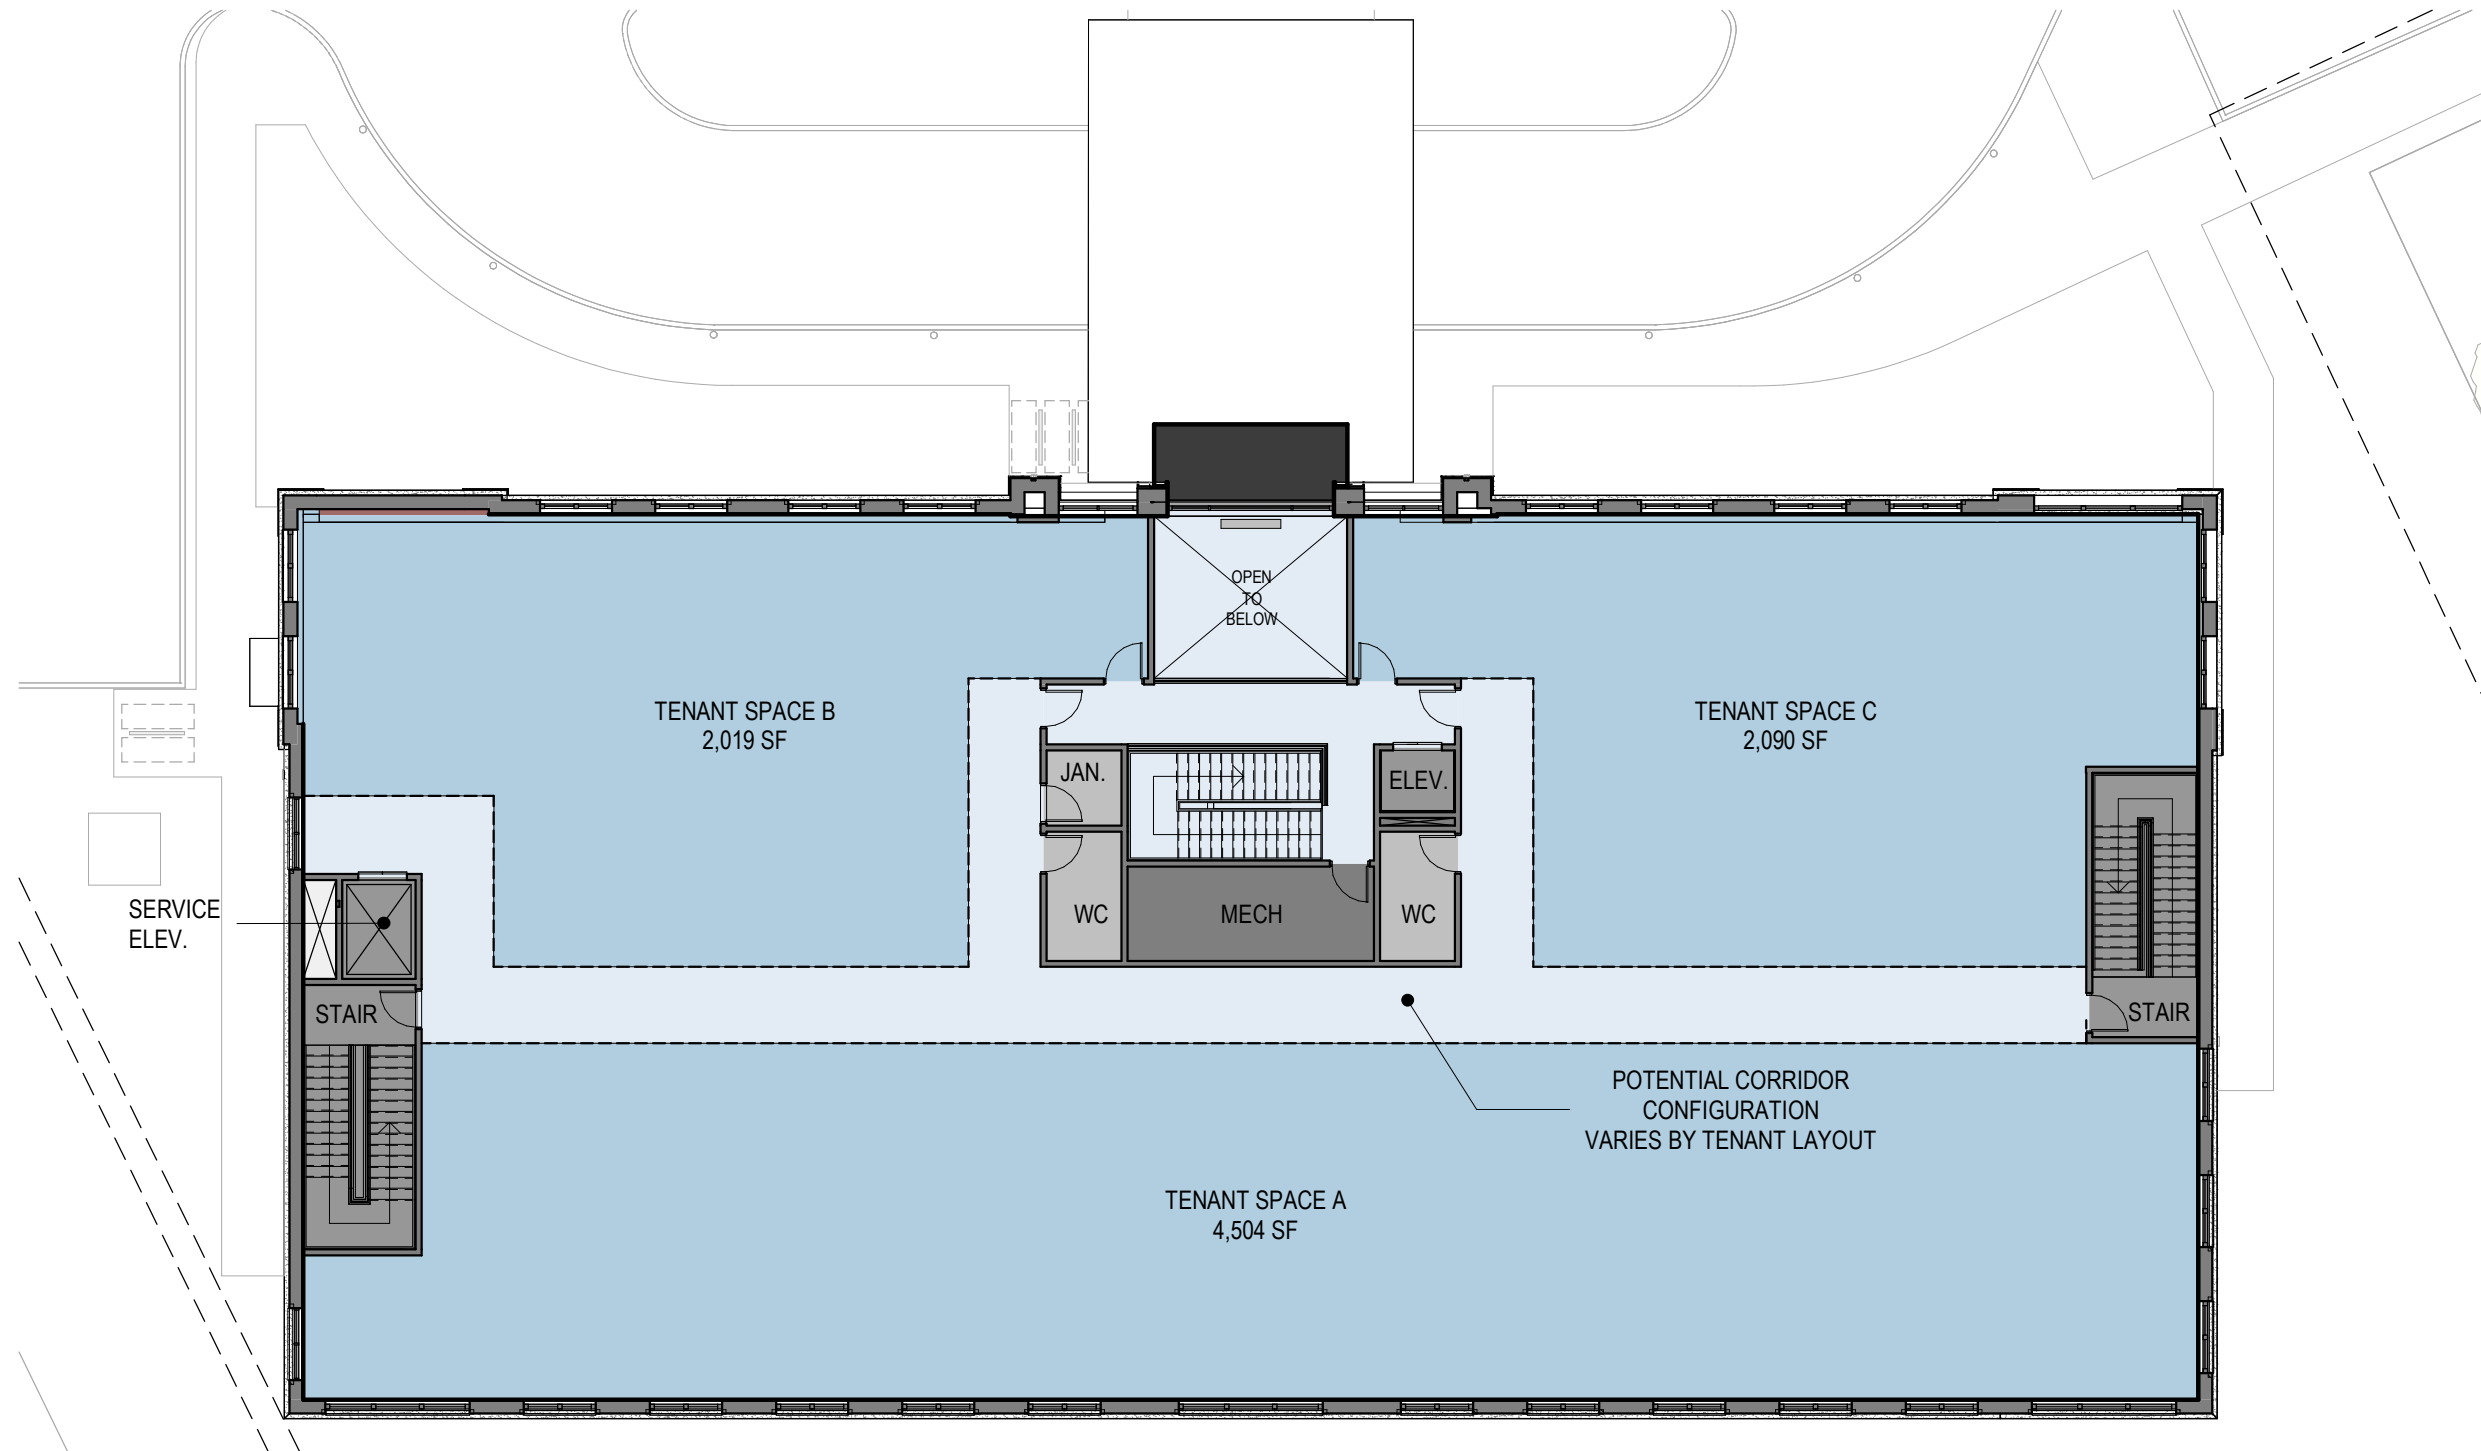 OPEN
TO
BELOW
TENANT SPACE B
2,019 SF
TENANT SPACE C
2,090 SF
JAN.
ELEV.
SERVICE
ELEV.
WC
MECH
WC
STAIR
STAIR
POTENTIAL CORRIDOR
CONFIGURATION
VARIES BY TENANT LAYOUT
TENANT SPACE A
4,504 SF